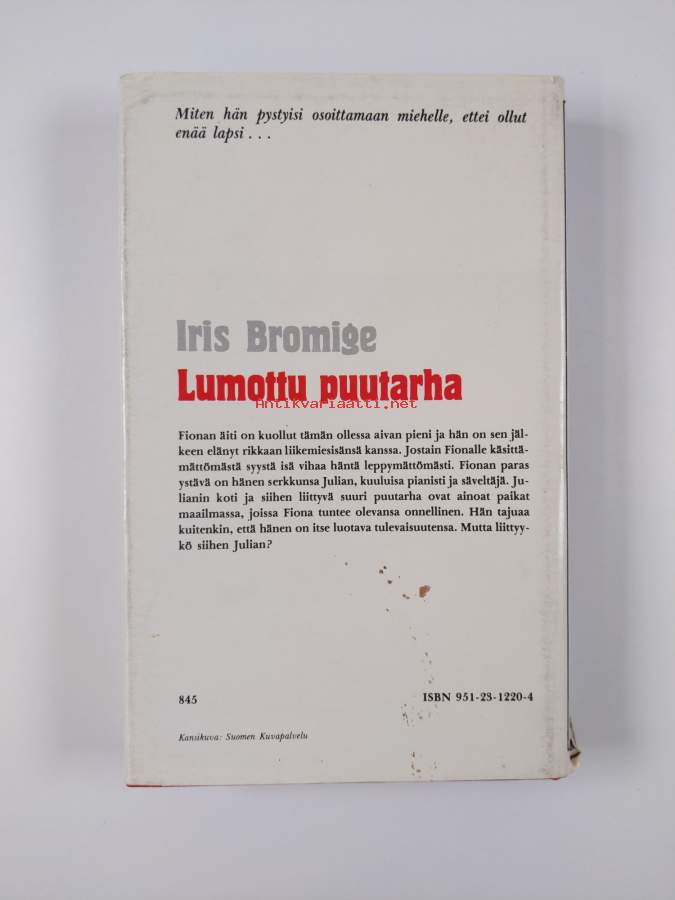 Miten hän pystyisi osoittamaan miehelle, ettei ollut
enää lapsi . . .
Iris Bromige
Lumottu puutarha
Antikvariaatti.net
Fionan äiti on kuollut tämän ollessa aivan pieni ja hän on sen jäl-
keen elänyt rikkaan liikemiesisänsä kanssa. Jostain Fionalle käsittä-
mättömästä syystä isä vihaa häntä leppymättömästi. Fionan paras
ystävä on hänen serkkunsa Julian, kuuluisa pianisti ja säveltäjä. Ju-
lianin koti ja siihen liittyvä suuri puutarha ovat ainoat paikat
maailmassa, joissa Fiona tuntee olevansa onnellinen. Hän tajuaa
kuitenkin, että hänen on itse luotava tulevaisuutensa. Mutta liittyy-
kö siihen Julian?
845
ISBN 951-23-1220-4
Kansikuva: Suomen Kuvapalvelu